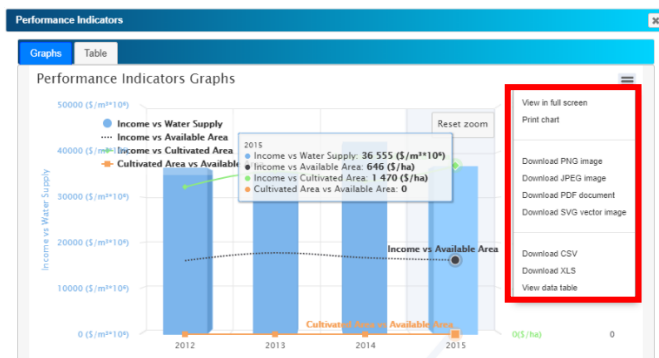 Performance Indicators
Graphs
Table
Performance Indicators Graphs
50000 ($/m³*10⁶)
40000 ($/m³*10⁶)
30000 ($/m³*10⁶)
20000 ($/m³*10⁶)
10000 ($/m³*10⁶)
0 ($/m³*10⁶)
Income vs Water Supply
Income vs Water Supply
Income vs Available Area
Income vs Cultivated Area
Cultivated Area vs Available
Reset zoom
2015
Income vs Water Supply: 36 555 ($/m³*10⁶)
Income vs Available Area: 646 ($/ha)
Income vs Cultivated Area: 1 470 ($/ha)
Cultivated Area vs Available Area: 0
Income vs Available Area
Cultivated Area vs Available Area
2012
2013
2014
2015
0($/ha)
0
View in full screen
Print chart
Download PNG image
Download JPEG image
Download PDF document
Download SVG vector image
Download CSV
Download XLS
View data table